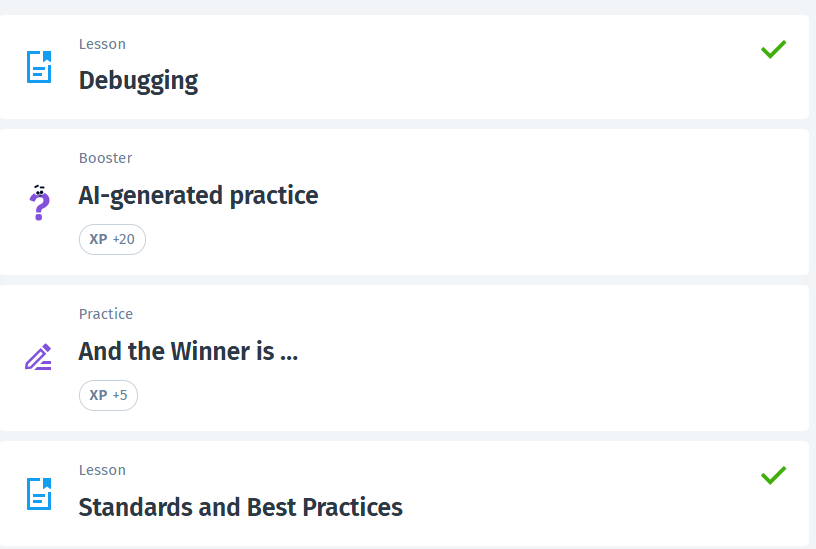 Lesson
Debugging
Booster
AI-generated practice
XP +20
Practice
And the Winner is ...
XP +5
Lesson
Standards and Best Practices